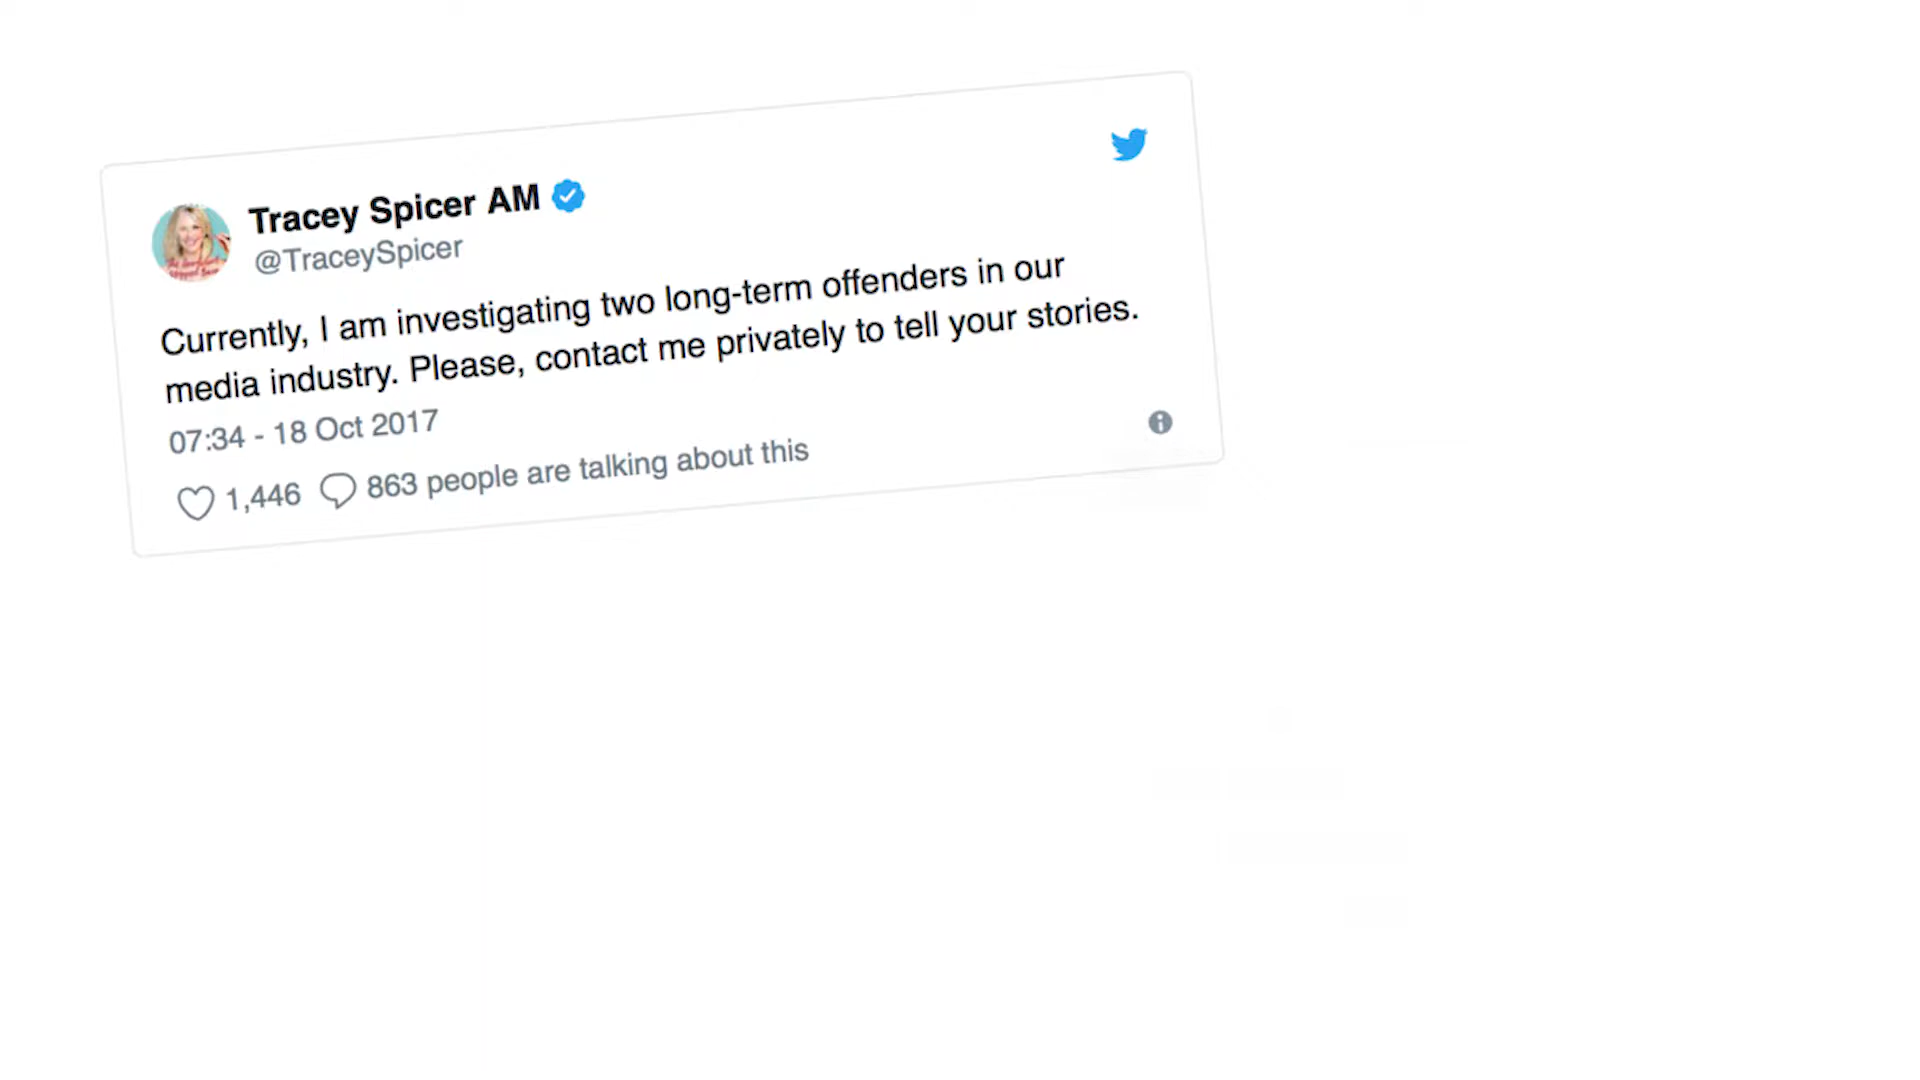 Tracey Spicer AM
@TraceySpicer
Currently, I am investigating two long-term offenders in our
media industry. Please, contact me privately to tell your stories.
07:34 - 18 Oct 2017
1,446 863 people are talking about this